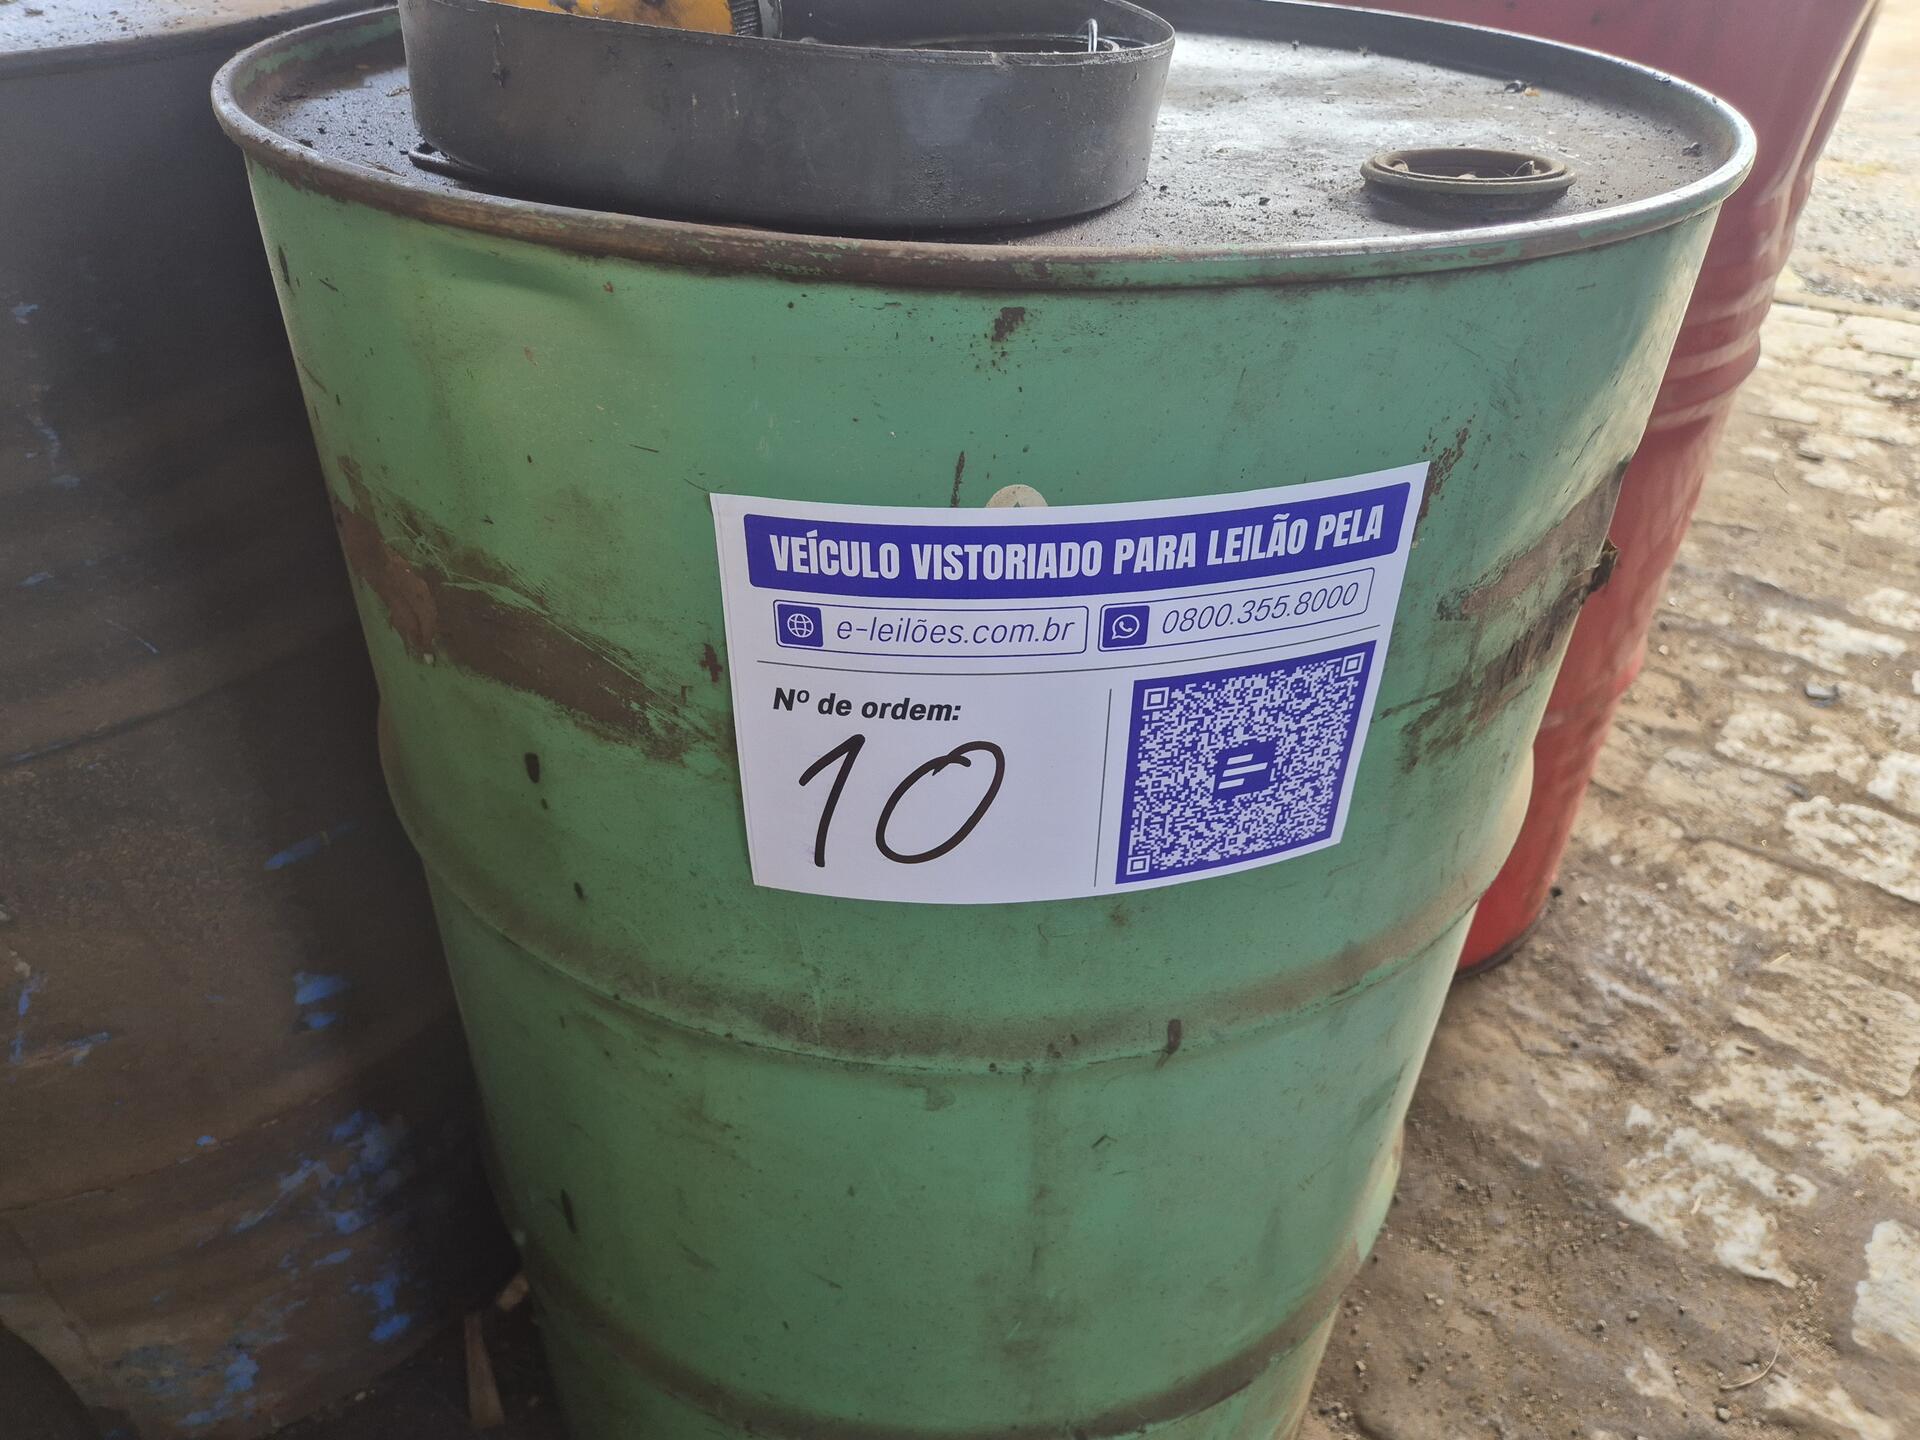 VEÍCULO VISTORIADO PARA LEILÃO PELA
e-leilões.com.br 0800.355.8000
Nº de ordem:
10